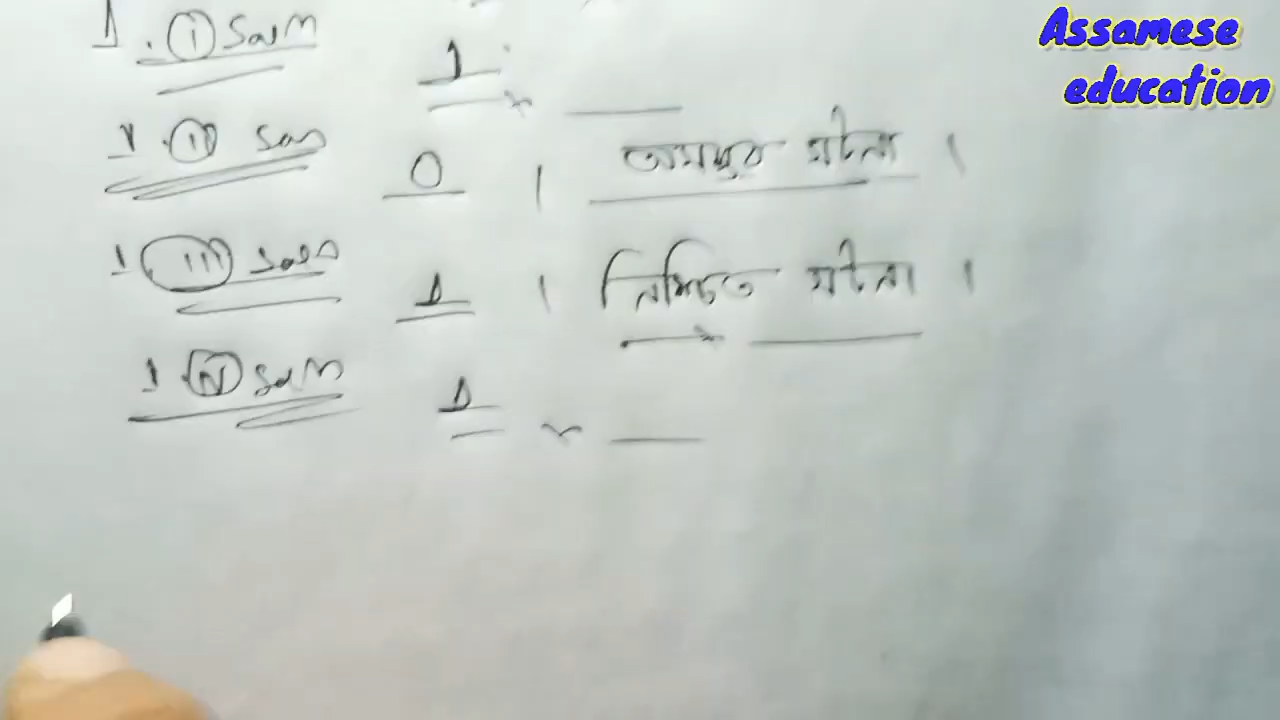 Assamese
education
1. (i) Soln
1
1. (ii) Soln
0 । অসম্ভৱ ঘটনা ।
1. (iii) Soln
1 । নিশ্চিত ঘটনা ।
1. (iv) Soln
1